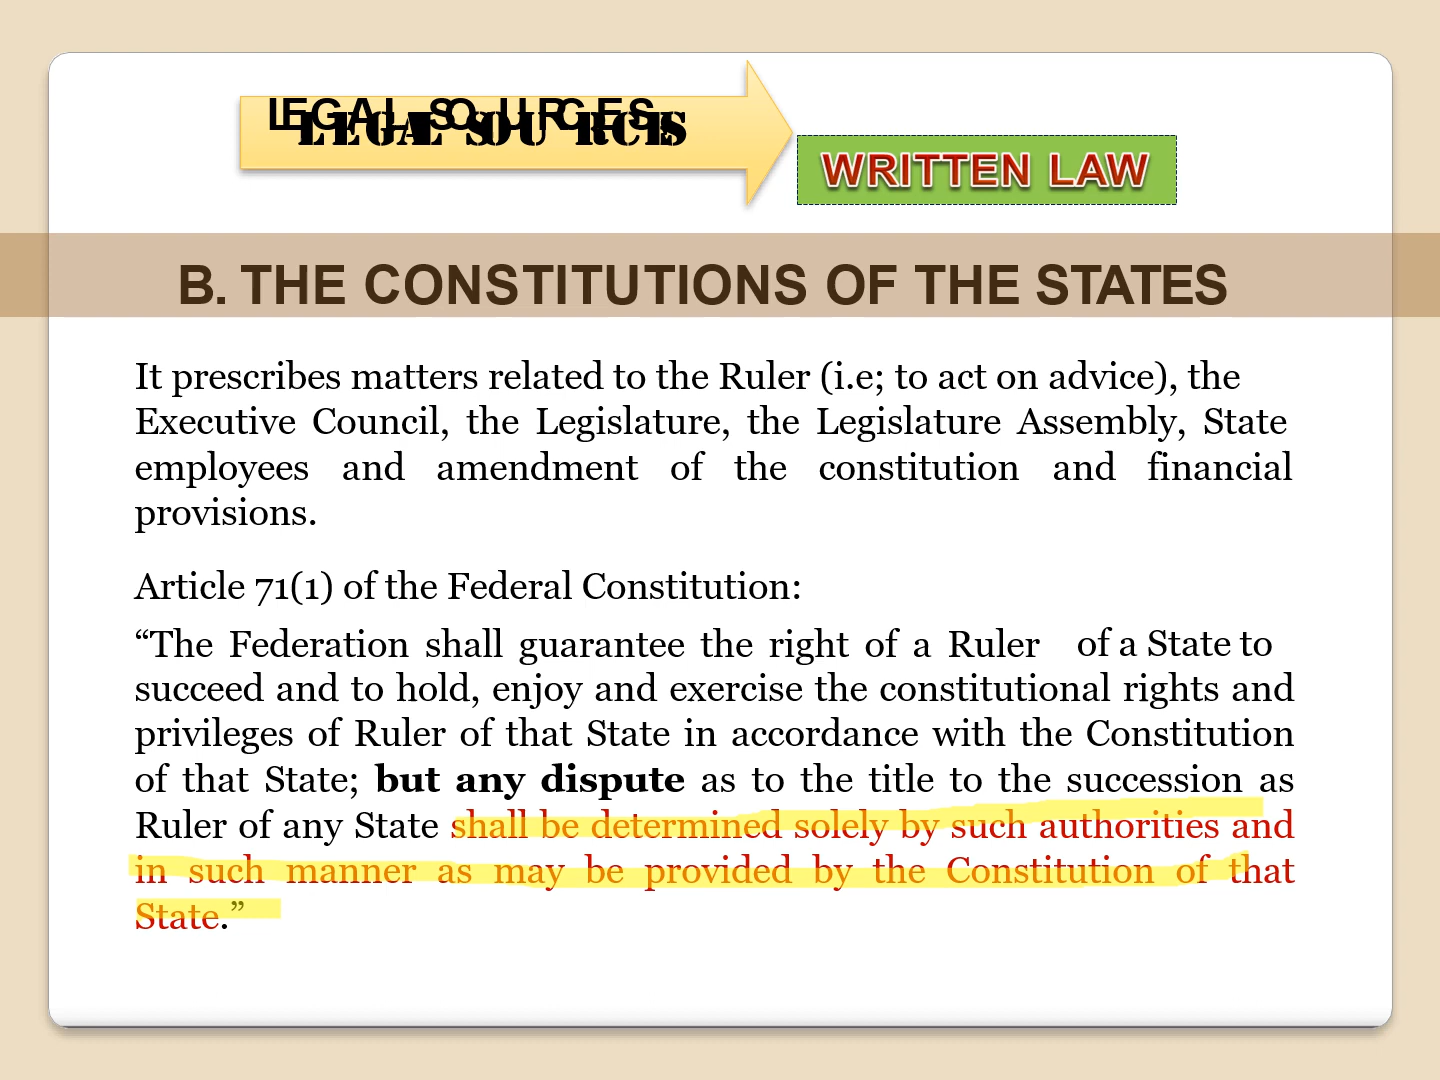 LEGAL SOURCES
WRITTEN LAW
B. THE CONSTITUTIONS OF THE STATES
It prescribes matters related to the Ruler (i.e; to act on advice), the
Executive Council, the Legislature, the Legislature Assembly, State
employees and amendment of the constitution and financial
provisions.
Article 71(1) of the Federal Constitution:
“The Federation shall guarantee the right of a Ruler of a State to
succeed and to hold, enjoy and exercise the constitutional rights and
privileges of Ruler of that State in accordance with the Constitution
of that State; but any dispute as to the title to the succession as
Ruler of any State shall be determined solely by such authorities and
in such manner as may be provided by the Constitution of that
State.”